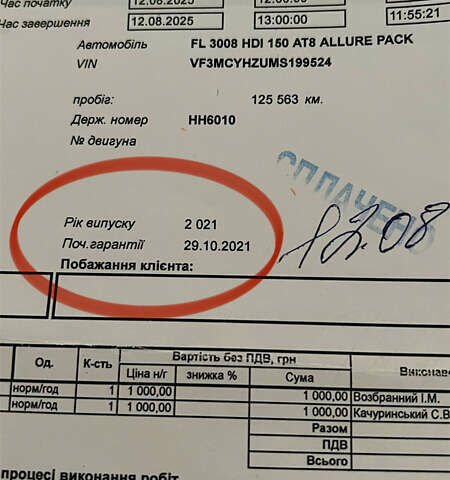 Час початку 12.08.2025 12:00:00 11:55:21
Час завершення 12.08.2025 13:00:00
Автомобіль FL 3008 HDI 150 AT8 ALLURE PACK
VIN VF3MCYHZUMS199524
пробіг: 125 563 км.
Держ. номер HH6010
№ двигуна
СПЛАЧЕНО
12.08
Рік випуску 2 021
Поч.гарантії 29.10.2021
Побажання клієнта:
Од. К-сть Вартість без ПДВ, грн
Ціна н/г знижка % Сума
норм/год 1 1 000,00 1 000,00 Возбранний І.М.
норм/год 1 1 000,00 1 000,00 Качуринський С.В
Разом
ПДВ
Всього
процесі виконання робіт